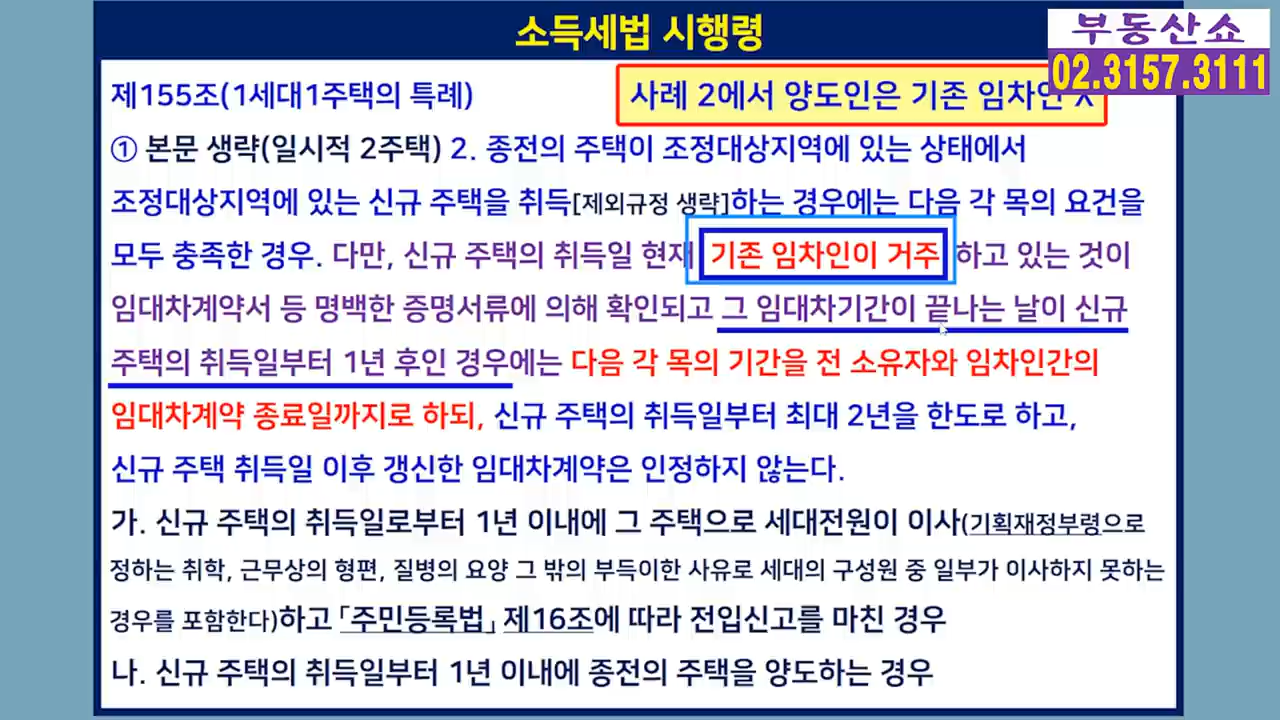 소득세법 시행령
부동산쇼
02.3157.3111
제155조(1세대1주택의 특례)
사례 2에서 양도인은 기존 임차인 X
① 본문 생략(일시적 2주택) 2. 종전의 주택이 조정대상지역에 있는 상태에서
조정대상지역에 있는 신규 주택을 취득[제외규정 생략]하는 경우에는 다음 각 목의 요건을
모두 충족한 경우. 다만, 신규 주택의 취득일 현재 기존 임차인이 거주 하고 있는 것이
임대차계약서 등 명백한 증명서류에 의해 확인되고 그 임대차기간이 끝나는 날이 신규
주택의 취득일부터 1년 후인 경우에는 다음 각 목의 기간을 전 소유자와 임차인간의
임대차계약 종료일까지로 하되, 신규 주택의 취득일부터 최대 2년을 한도로 하고,
신규 주택 취득일 이후 갱신한 임대차계약은 인정하지 않는다.
가. 신규 주택의 취득일로부터 1년 이내에 그 주택으로 세대전원이 이사(기획재정부령으로
정하는 취학, 근무상의 형편, 질병의 요양 그 밖의 부득이한 사유로 세대의 구성원 중 일부가 이사하지 못하는
경우를 포함한다)하고 「주민등록법」 제16조에 따라 전입신고를 마친 경우
나. 신규 주택의 취득일부터 1년 이내에 종전의 주택을 양도하는 경우